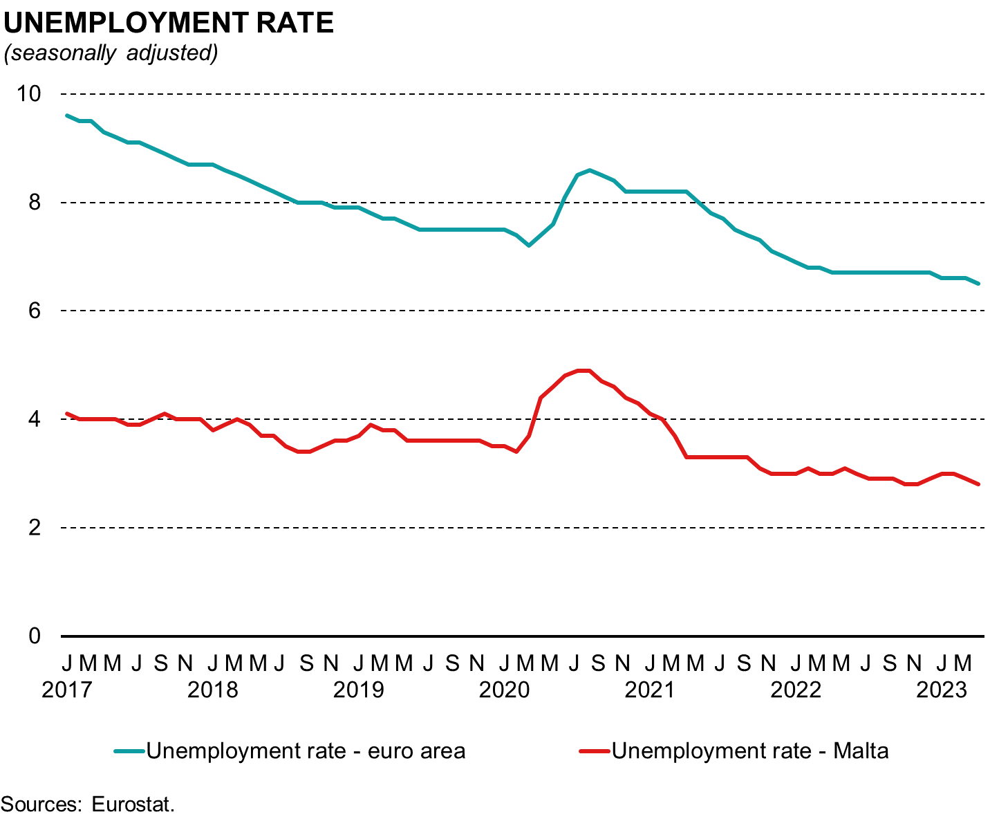 UNEMPLOYMENT RATE
(seasonally adjusted)
10
8
6
4
2
0
J M M J S N J M M J S N J M M J S N J M M J S N J M M J S N J M M J S N J M
2017 2018 2019 2020 2021 2022 2023
Unemployment rate - euro area Unemployment rate - Malta
Sources: Eurostat.